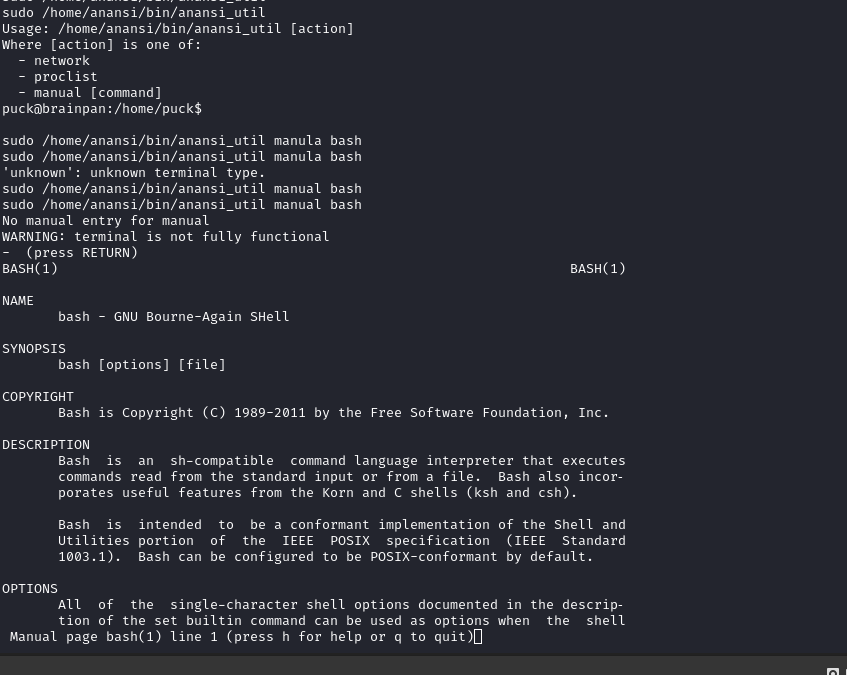 sudo /home/anansi/bin/anansi_util
Usage: /home/anansi/bin/anansi_util [action]
Where [action] is one of:
  - network
  - proclist
  - manual [command]
puck@brainpan:/home/puck$
sudo /home/anansi/bin/anansi_util manula bash
sudo /home/anansi/bin/anansi_util manula bash
'unknown': unknown terminal type.
sudo /home/anansi/bin/anansi_util manual bash
sudo /home/anansi/bin/anansi_util manual bash
No manual entry for manual
WARNING: terminal is not fully functional
-  (press RETURN)
BASH(1)                                                                BASH(1)
NAME
       bash - GNU Bourne-Again SHell
SYNOPSIS
       bash [options] [file]
COPYRIGHT
       Bash is Copyright (C) 1989-2011 by the Free Software Foundation, Inc.
DESCRIPTION
       Bash  is  an  sh-compatible  command language interpreter that executes
       commands read from the standard input or from a file.  Bash also incor-
       porates useful features from the Korn and C shells (ksh and csh).
       Bash  is  intended  to  be a conformant implementation of the Shell and
       Utilities portion  of  the  IEEE  POSIX  specification  (IEEE  Standard
       1003.1).  Bash can be configured to be POSIX-conformant by default.
OPTIONS
       All  of  the  single-character shell options documented in the descrip-
       tion of the set builtin command can be used as options when  the  shell
 Manual page bash(1) line 1 (press h for help or q to quit)